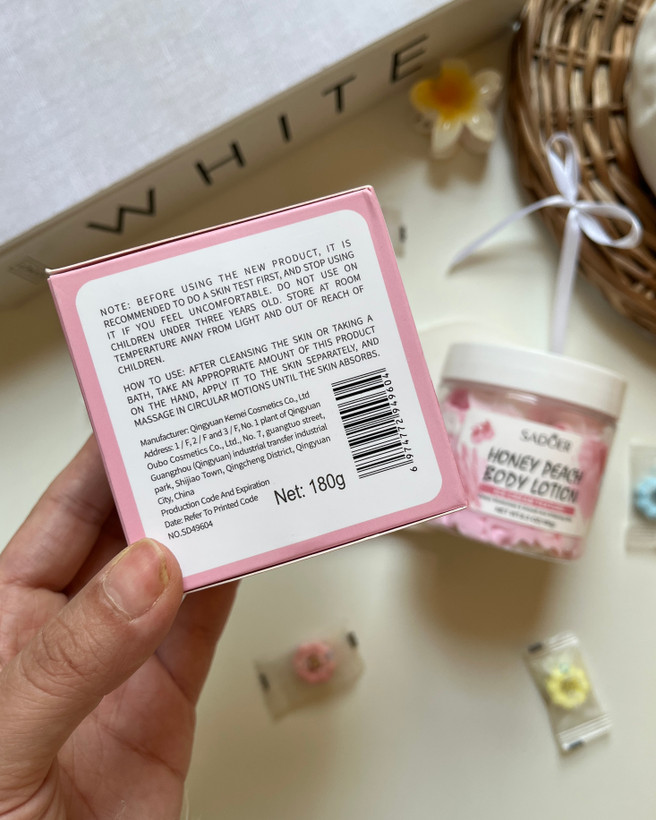 WHITE
NOTE: BEFORE USING THE NEW PRODUCT, IT IS
RECOMMENDED TO DO A SKIN TEST FIRST, AND STOP USING
IT IF YOU FEEL UNCOMFORTABLE. DO NOT USE ON
CHILDREN UNDER THREE YEARS OLD. STORE AT ROOM
TEMPERATURE AWAY FROM LIGHT AND OUT OF REACH OF
CHILDREN.
HOW TO USE: AFTER CLEANSING THE SKIN OR TAKING A
BATH, TAKE AN APPROPRIATE AMOUNT OF THIS PRODUCT
ON THE HAND, APPLY IT TO THE SKIN SEPARATELY, AND
MASSAGE IN CIRCULAR MOTIONS UNTIL THE SKIN ABSORBS.
Manufacturer: Qingyuan Kemei Cosmetics Co., Ltd
Address: 1 / F, 2 / F and 3 / F, No. 1 plant of Qingyuan
Oubo Cosmetics Co., Ltd., No. 7, guangtuo street,
Guangzhou (Qingyuan) industrial transfer industrial
park, Shijiao Town, Qingcheng District, Qingyuan
City, China
Production Code And Expiration
Date: Refer To Printed Code
NO.SD49604
Net: 180g
6 974772 949604
SADOER
HONEY PEACH
BODY LOTION